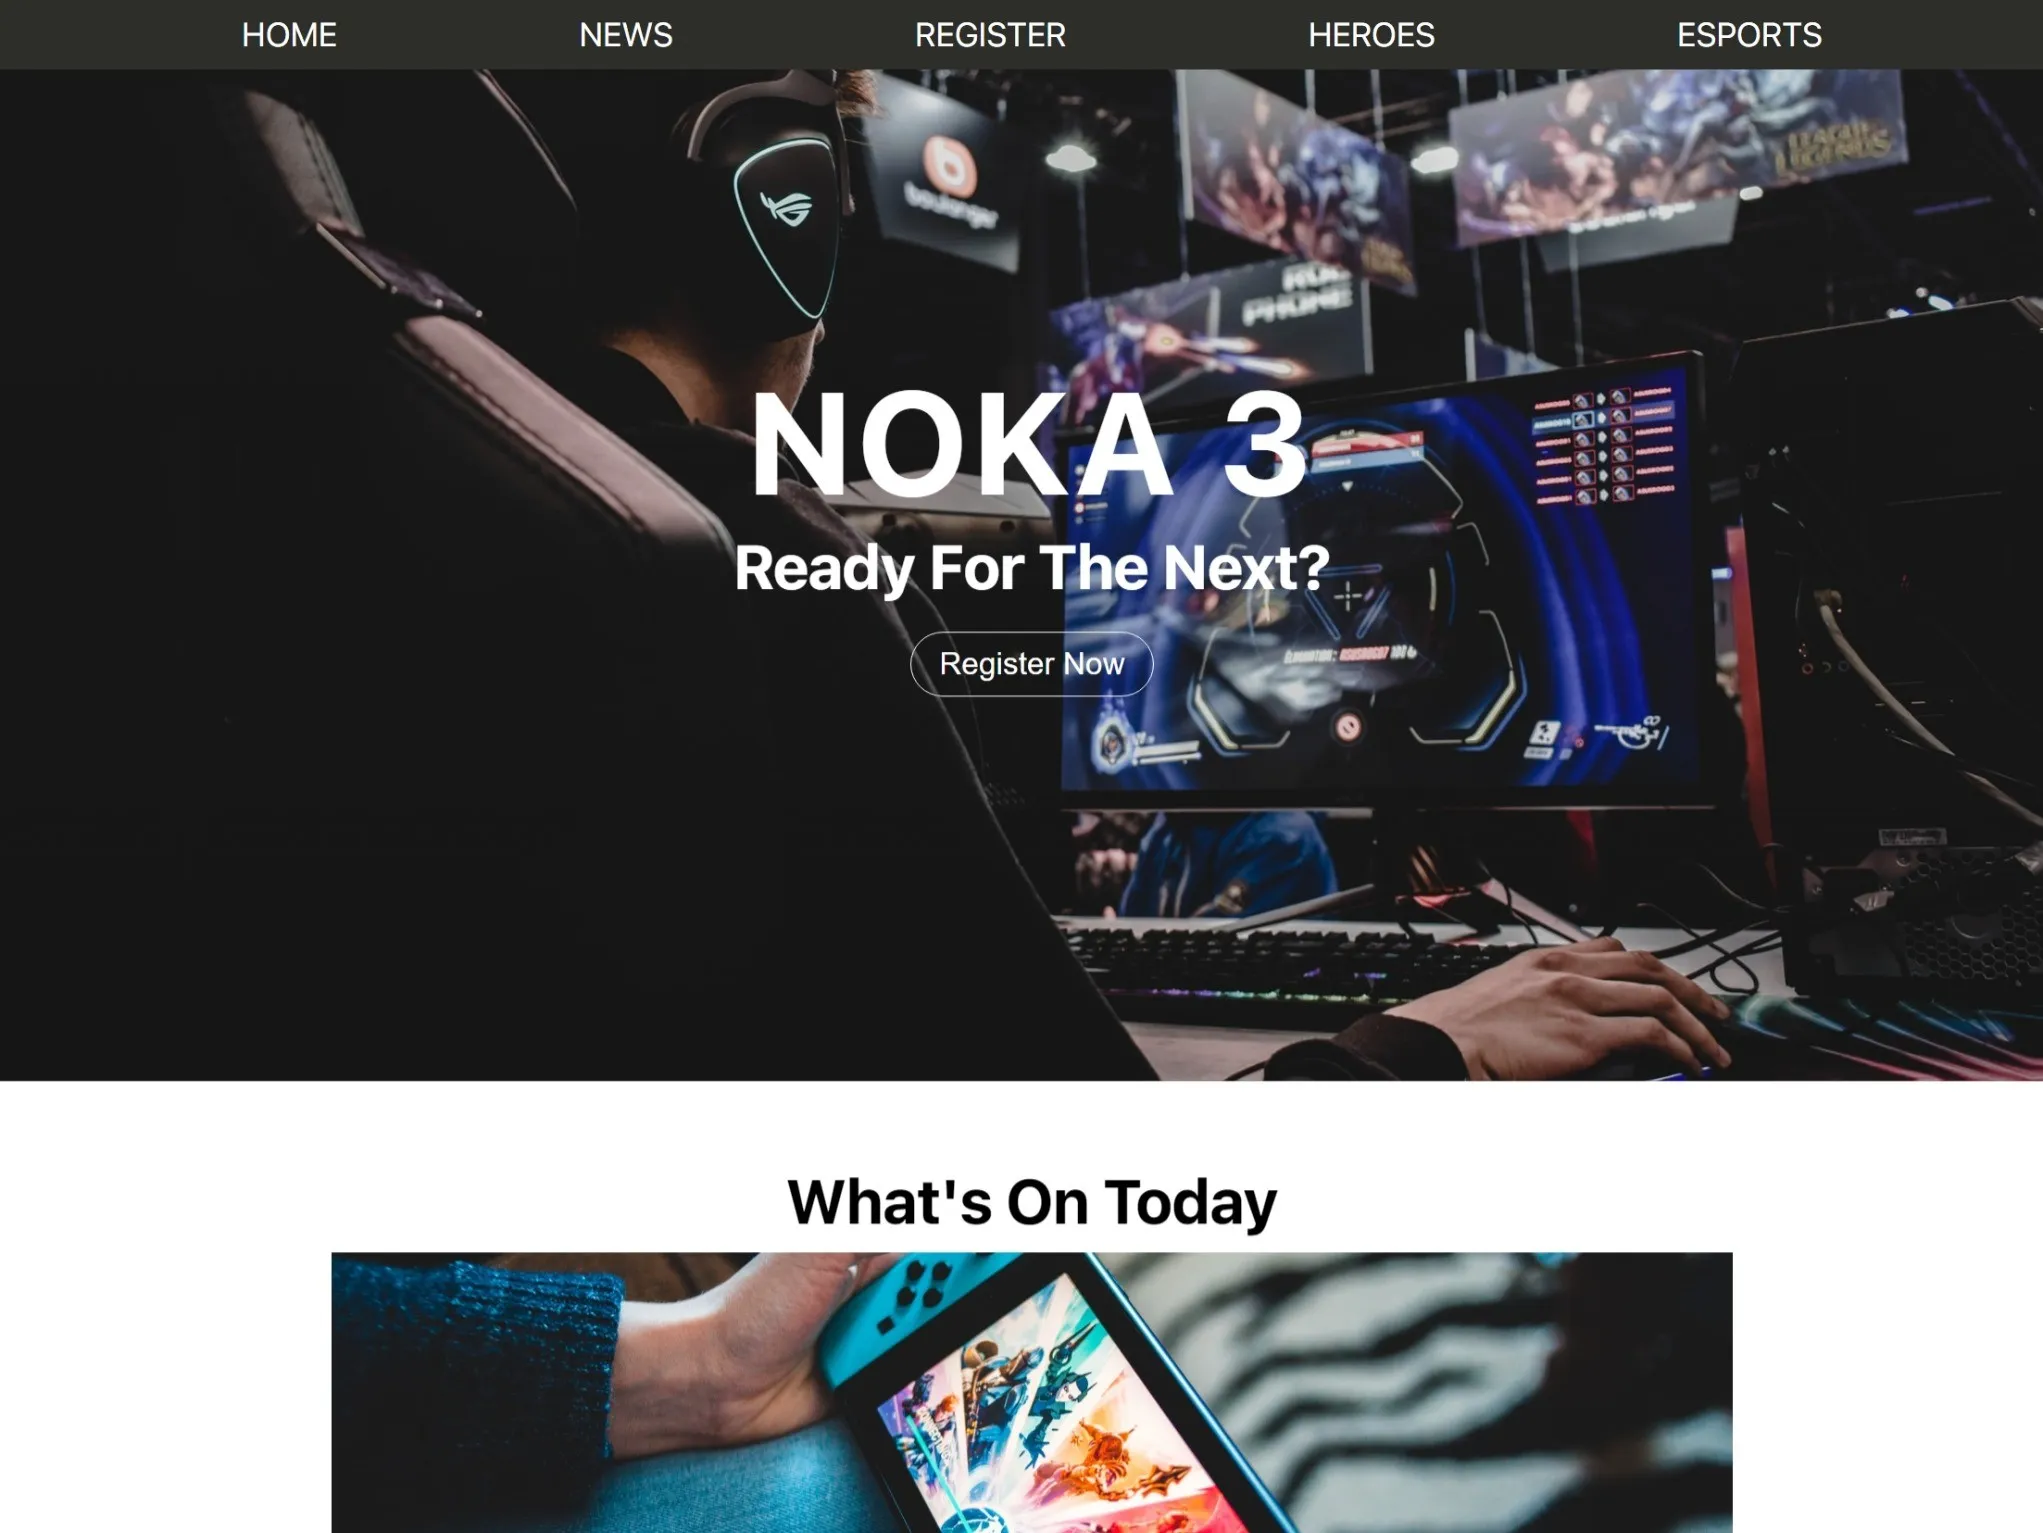 HOME NEWS REGISTER HEROES ESPORTS
boulanger
LEAGUE OF LEGENDS
ROG
PHONE
NOKA 3
Ready For The Next?
Register Now
What's On Today